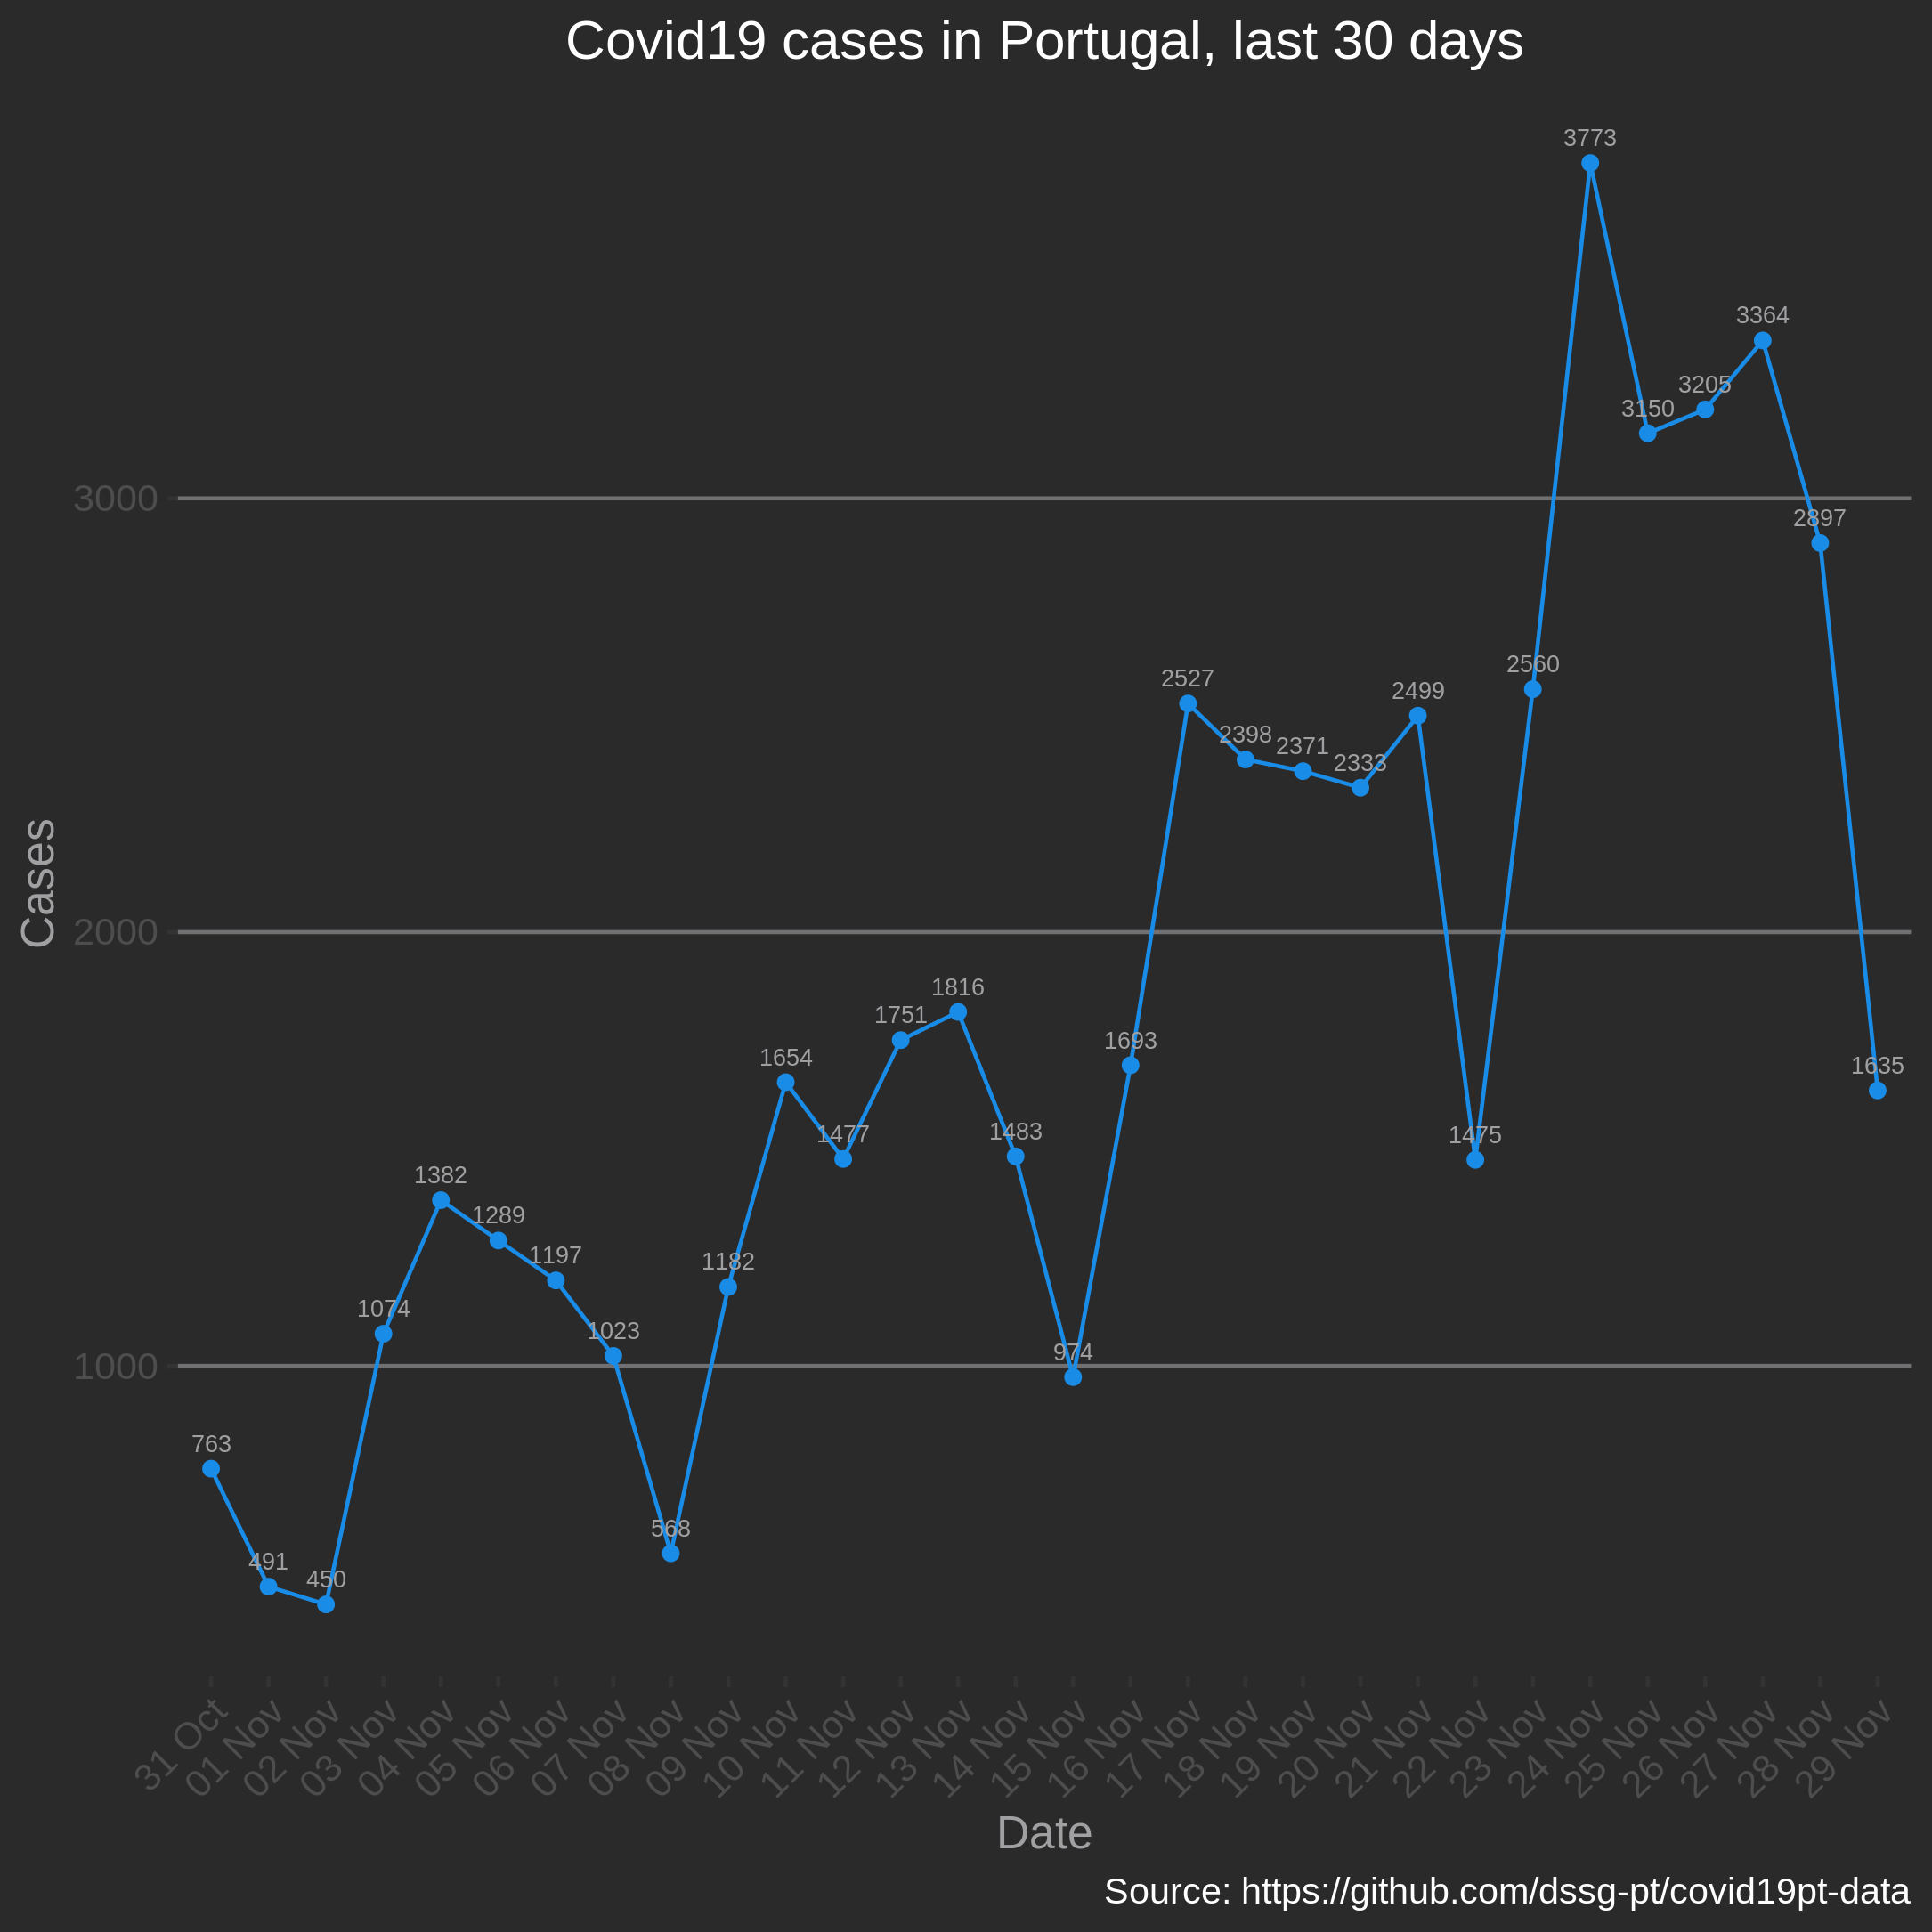 Covid19 cases in Portugal, last 30 days
Cases
3000
2000
1000
763
491
450
1074
1382
1289
1197
1023
568
1182
1654
1477
1751
1816
1483
974
1693
2527
2398
2371
2333
2499
1475
2560
3773
3150
3205
3364
2897
1635
31 Oct
01 Nov
02 Nov
03 Nov
04 Nov
05 Nov
06 Nov
07 Nov
08 Nov
09 Nov
10 Nov
11 Nov
12 Nov
13 Nov
14 Nov
15 Nov
16 Nov
17 Nov
18 Nov
19 Nov
20 Nov
21 Nov
22 Nov
23 Nov
24 Nov
25 Nov
26 Nov
27 Nov
28 Nov
29 Nov
Date
Source: https://github.com/dssg-pt/covid19pt-data